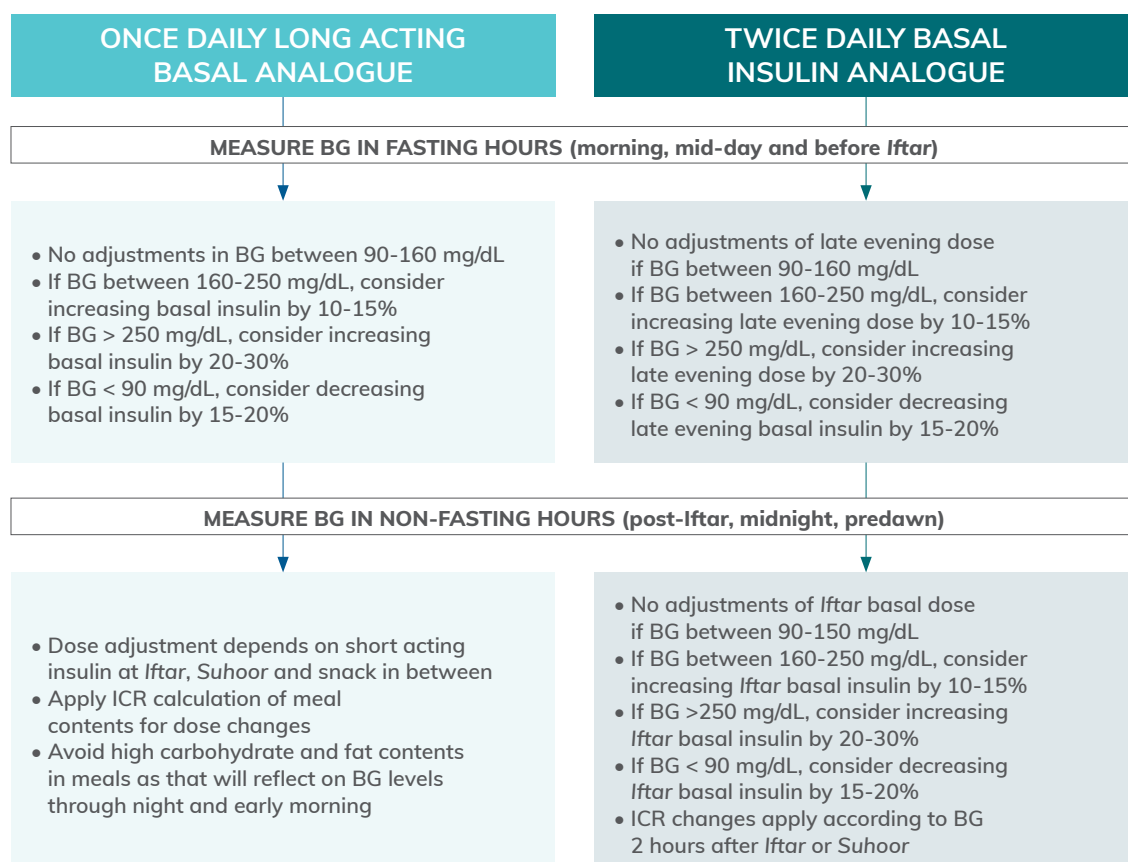 ONCE DAILY LONG ACTING
BASAL ANALOGUE
TWICE DAILY BASAL
INSULIN ANALOGUE
MEASURE BG IN FASTING HOURS (morning, mid-day and before Iftar)
• No adjustments in BG between 90-160 mg/dL
• If BG between 160-250 mg/dL, consider
increasing basal insulin by 10-15%
• If BG > 250 mg/dL, consider increasing
basal insulin by 20-30%
• If BG < 90 mg/dL, consider decreasing
basal insulin by 15-20%
• No adjustments of late evening dose
if BG between 90-160 mg/dL
• If BG between 160-250 mg/dL, consider
increasing late evening dose by 10-15%
• If BG > 250 mg/dL, consider increasing
late evening dose by 20-30%
• If BG < 90 mg/dL, consider decreasing
late evening basal insulin by 15-20%
MEASURE BG IN NON-FASTING HOURS (post-Iftar, midnight, predawn)
• Dose adjustment depends on short acting
insulin at Iftar, Suhoor and snack in between
• Apply ICR calculation of meal
contents for dose changes
• Avoid high carbohydrate and fat contents
in meals as that will reflect on BG levels
through night and early morning
• No adjustments of Iftar basal dose
if BG between 90-150 mg/dL
• If BG between 160-250 mg/dL, consider
increasing Iftar basal insulin by 10-15%
• If BG >250 mg/dL, consider increasing
Iftar basal insulin by 20-30%
• If BG < 90 mg/dL, consider decreasing
Iftar basal insulin by 15-20%
• ICR changes apply according to BG
2 hours after Iftar or Suhoor